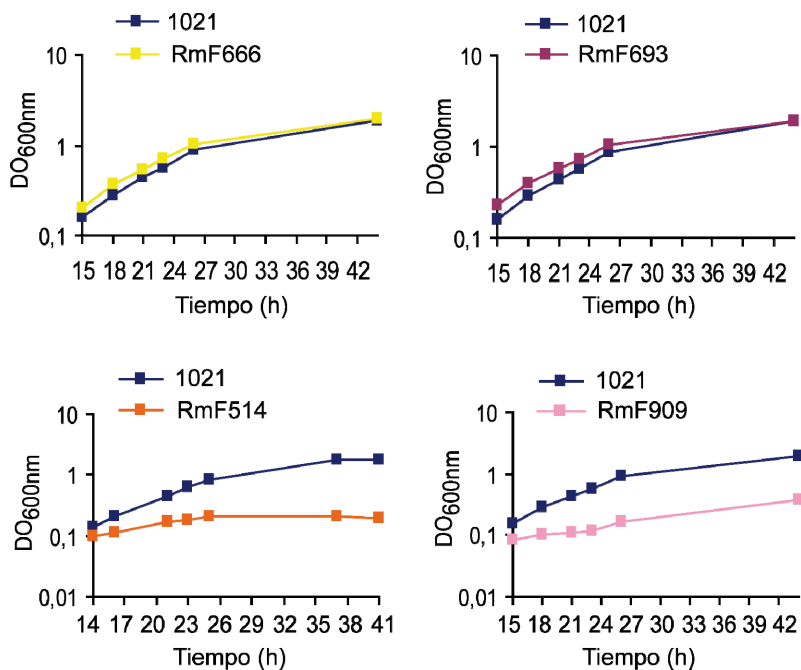 1021
RmF666
10
1
0,1
DO600nm
15 18 21 24 27 30 33 36 39 42
Tiempo (h)
1021
RmF693
10
1
0,1
DO600nm
15 18 21 24 27 30 33 36 39 42
Tiempo (h)
1021
RmF514
10
1
0,1
0,01
DO600nm
14 17 20 23 26 29 32 35 38 41
Tiempo (h)
1021
RmF909
10
1
0,1
0,01
DO600nm
15 18 21 24 27 30 33 36 39 42
Tiempo (h)